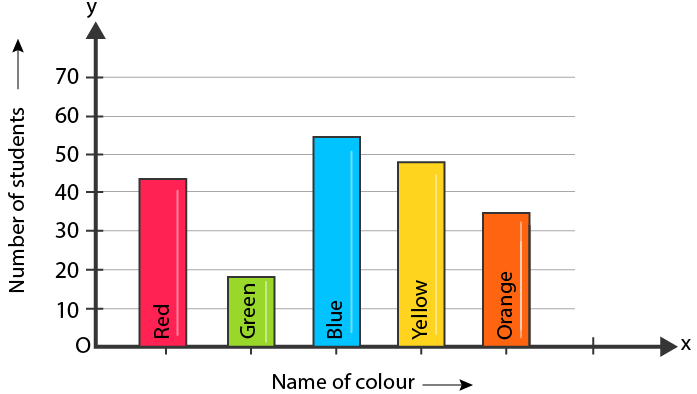 y
Number of students
70
60
50
40
30
20
10
O
Red
Green
Blue
Yellow
Orange
x
Name of colour